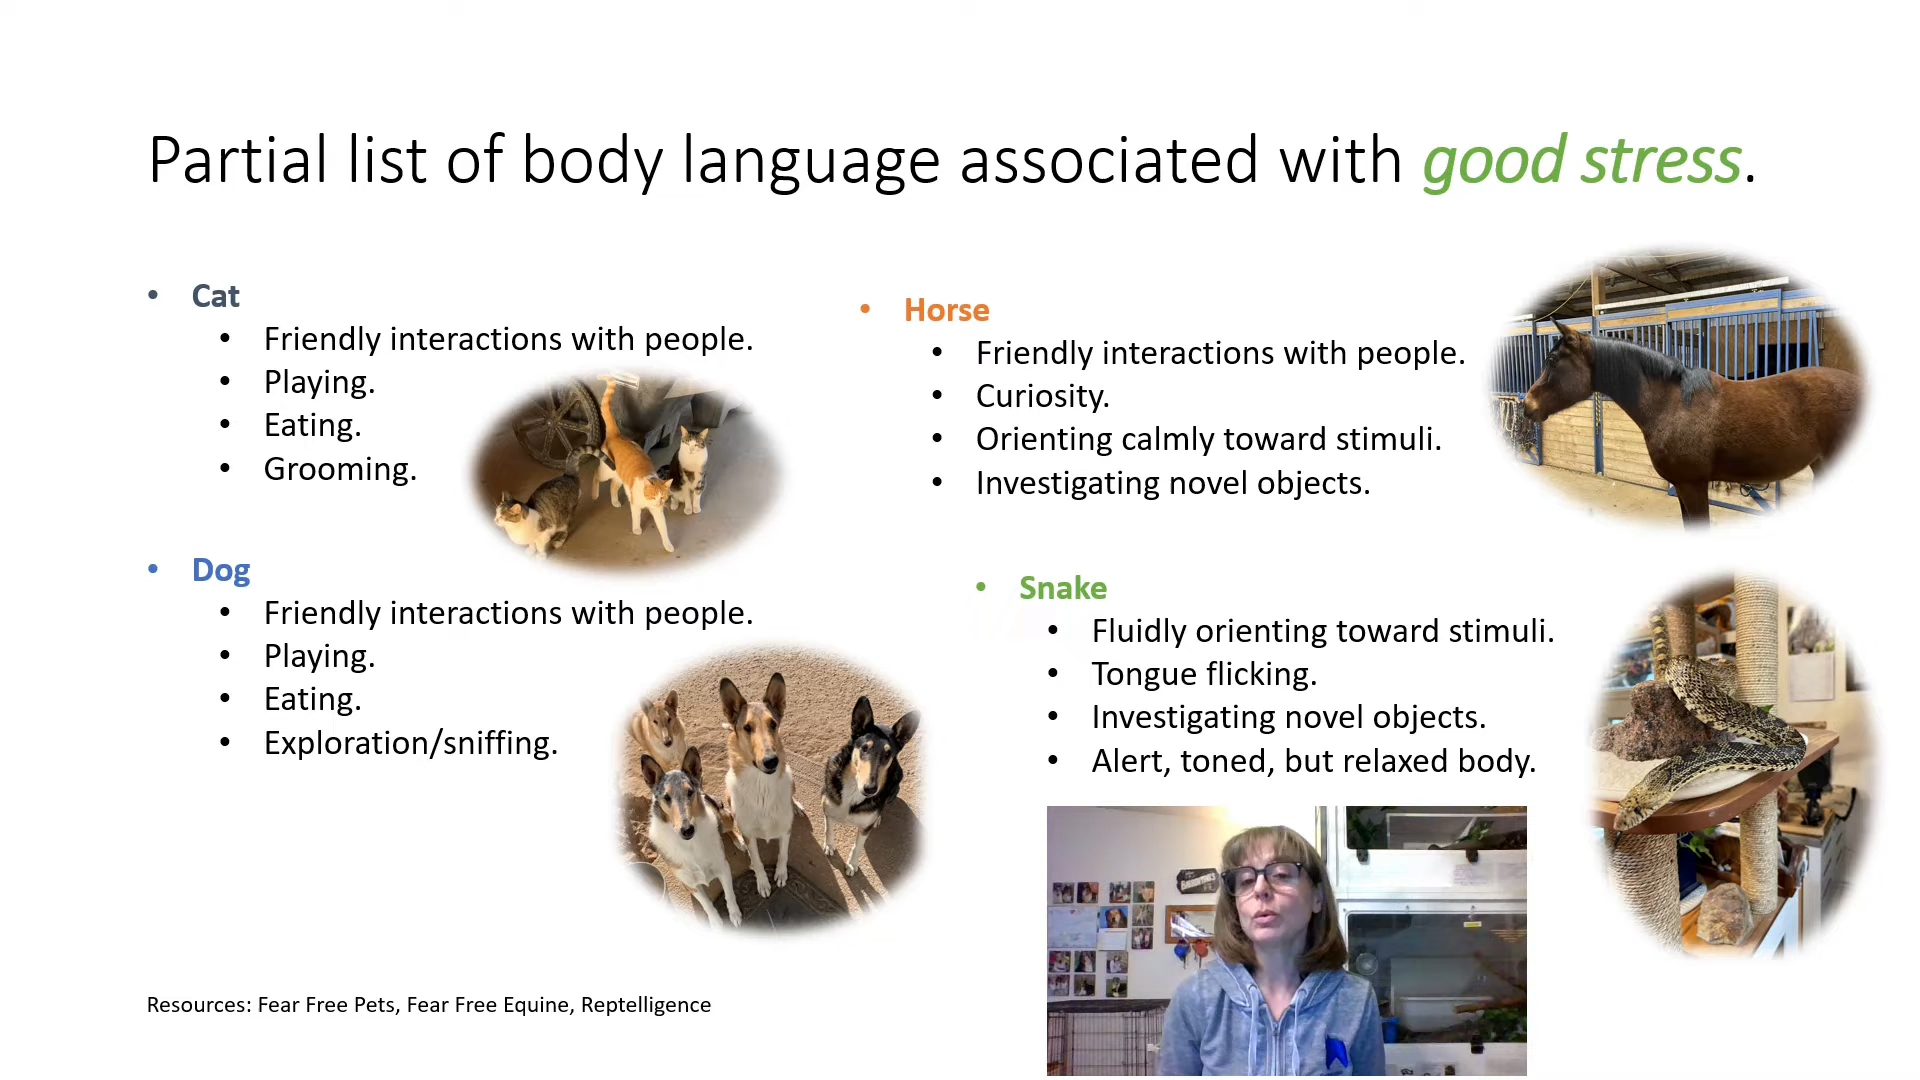 Partial list of body language associated with good stress.
• Cat
• Friendly interactions with people.
• Playing.
• Eating.
• Grooming.
• Dog
• Friendly interactions with people.
• Playing.
• Eating.
• Exploration/sniffing.
• Horse
• Friendly interactions with people.
• Curiosity.
• Orienting calmly toward stimuli.
• Investigating novel objects.
• Snake
• Fluidly orienting toward stimuli.
• Tongue flicking.
• Investigating novel objects.
• Alert, toned, but relaxed body.
Resources: Fear Free Pets, Fear Free Equine, Reptelligence